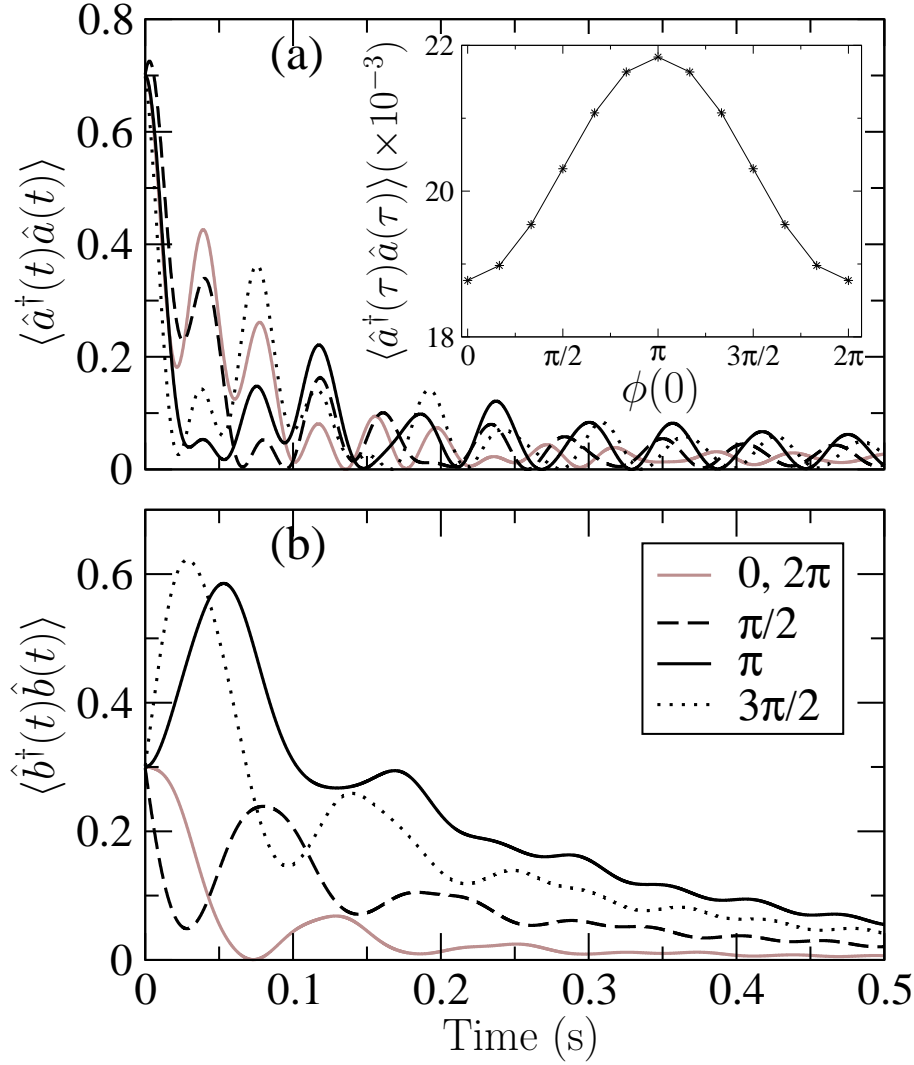 0.8
0.6
0.4
0.2
0
⟨â†(t)â(t)⟩
(a)
22
20
18
⟨â†(τ)â(τ)⟩(×10⁻³)
0 π/2 π 3π/2 2π
ϕ(0)
(b)
0.6
0.4
0.2
0
⟨b̂†(t)b̂(t)⟩
0, 2π
π/2
π
3π/2
0 0.1 0.2 0.3 0.4 0.5
Time (s)